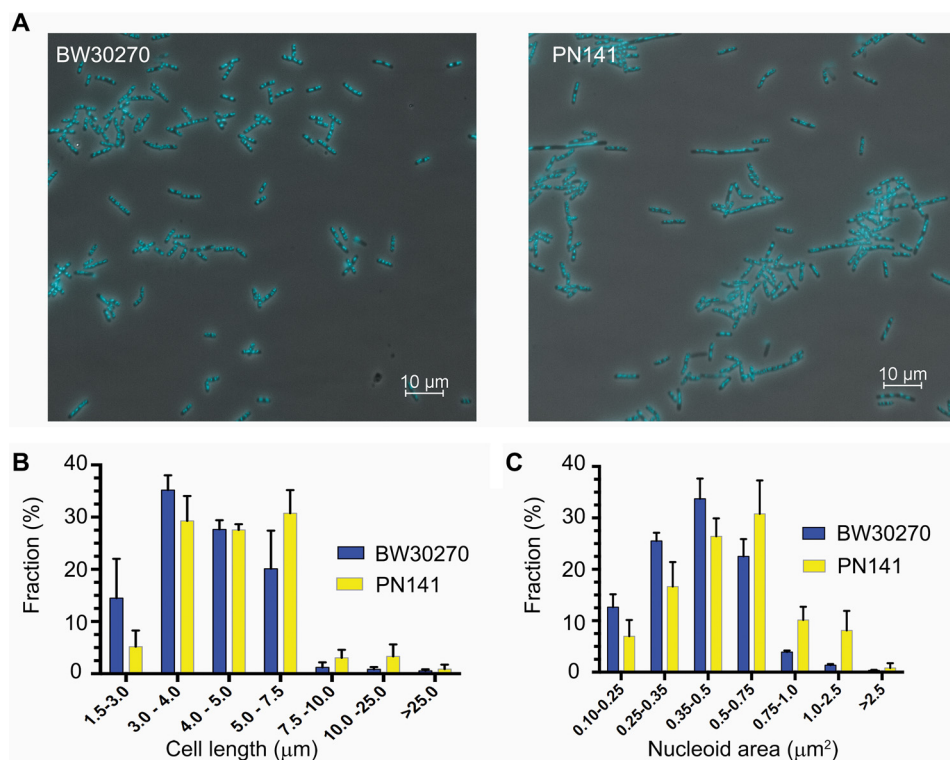 A
BW30270
PN141
10 µm
10 µm
B
40
30
20
10
0
Fraction (%)
BW30270
PN141
1.5-3.0
3.0 - 4.0
4.0 - 5.0
5.0 - 7.5
7.5 -10.0
10.0 -25.0
>25.0
Cell length (µm)
C
40
30
20
10
0
Fraction (%)
BW30270
PN141
0.10-0.25
0.25-0.35
0.35-0.5
0.5-0.75
0.75-1.0
1.0-2.5
>2.5
Nucleoid area (µm²)